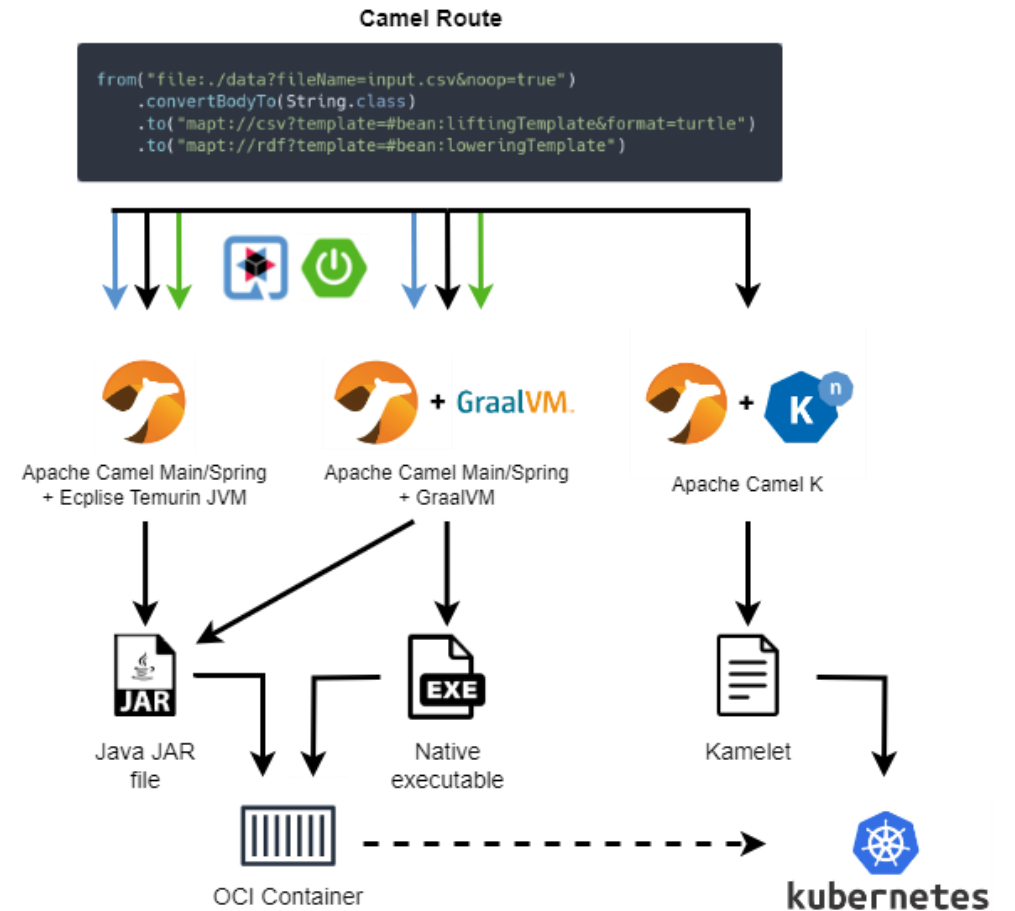 Camel Route
from("file:./data?fileName=input.csv&noop=true")
.convertBodyTo(String.class)
.to("mapt://csv?template=#bean:liftingTemplate&format=turtle")
.to("mapt://rdf?template=#bean:loweringTemplate")
+ GraalVM.
+ K n
Apache Camel Main/Spring
+ Ecplise Temurin JVM
Apache Camel Main/Spring
+ GraalVM
Apache Camel K
JAR
EXE
Java JAR
file
Native
executable
Kamelet
OCI Container
kubernetes